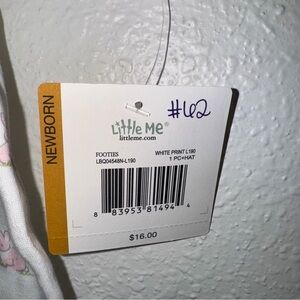 NEWBORN
#62
Little Me®
littleme.com
FOOTIES WHITE PRINT L190
LBQ04548N-L190 1 PC+HAT
8 83953 81494 4
$16.00